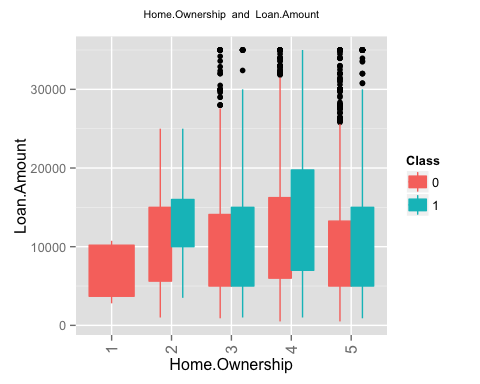 Home.Ownership and Loan.Amount
Loan.Amount
30000
20000
10000
0
1 2 3 4 5
Home.Ownership
Class
0
1